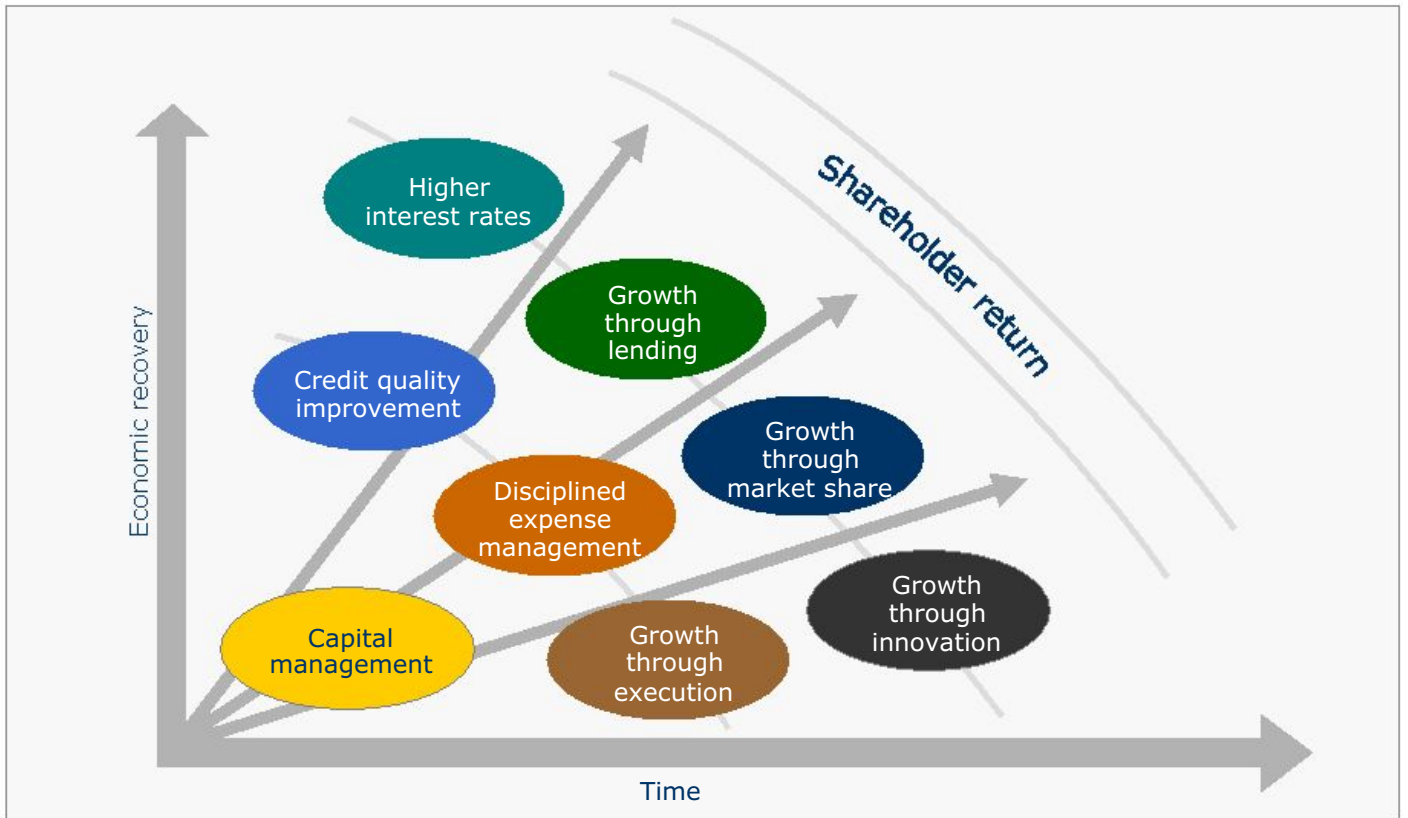 Higher
interest rates
Shareholder return
Growth
through
lending
Economic recovery
Credit quality
improvement
Growth
through
market share
Disciplined
expense
management
Growth
through
innovation
Capital
management
Growth
through
execution
Time